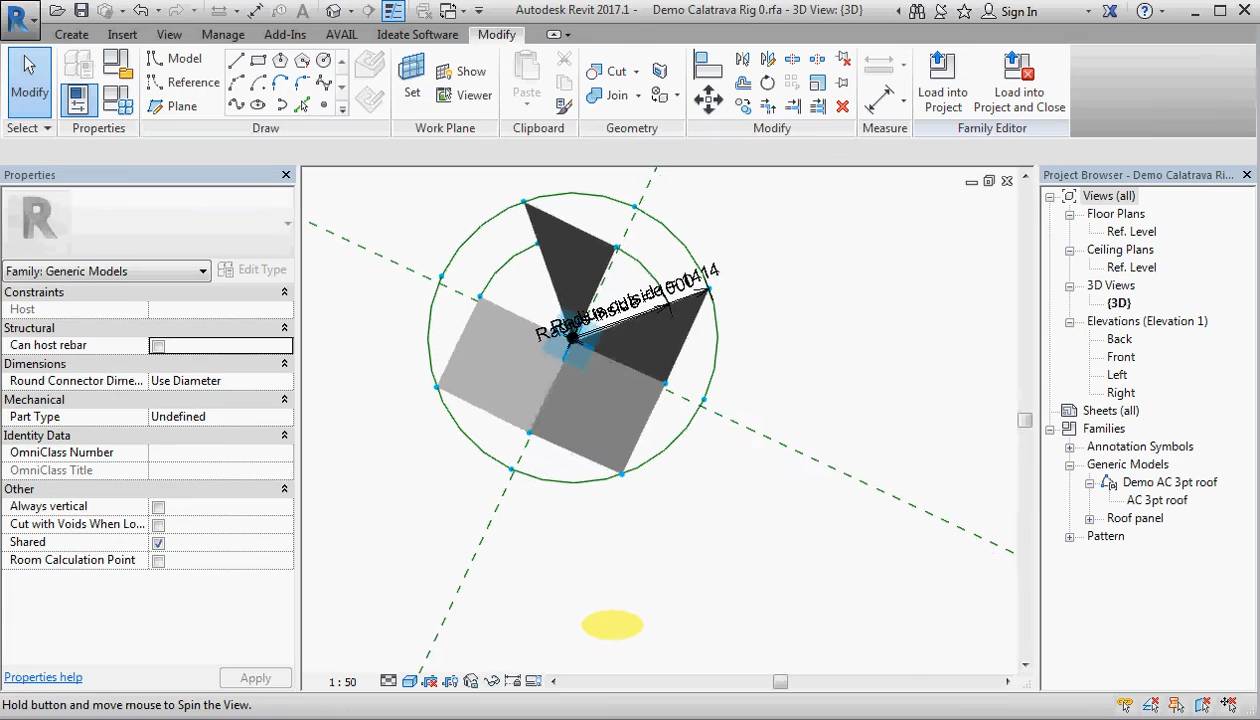 Autodesk Revit 2017.1 - Demo Calatrava Rig 0.rfa - 3D View: {3D}
Sign In
Create Insert View Manage Add-Ins AVAIL Ideate Software Modify
Modify
Select
Properties
Model
Reference
Plane
Draw
Set
Show
Viewer
Work Plane
Paste
Clipboard
Cut
Join
Geometry
Modify
Measure
Load into
Project
Load into
Project and Close
Family Editor
Properties
Family: Generic Models
Edit Type
Constraints
Host
Structural
Can host rebar
Dimensions
Round Connector Dime...
Use Diameter
Mechanical
Part Type
Undefined
Identity Data
OmniClass Number
OmniClass Title
Other
Always vertical
Cut with Voids When Lo...
Shared
Room Calculation Point
Properties help
Apply
1 : 50
Project Browser - Demo Calatrava Ri...
Views (all)
Floor Plans
Ref. Level
Ceiling Plans
Ref. Level
3D Views
{3D}
Elevations (Elevation 1)
Back
Front
Left
Right
Sheets (all)
Families
Annotation Symbols
Generic Models
Demo AC 3pt roof
AC 3pt roof
Roof panel
Pattern
Hold button and move mouse to Spin the View.